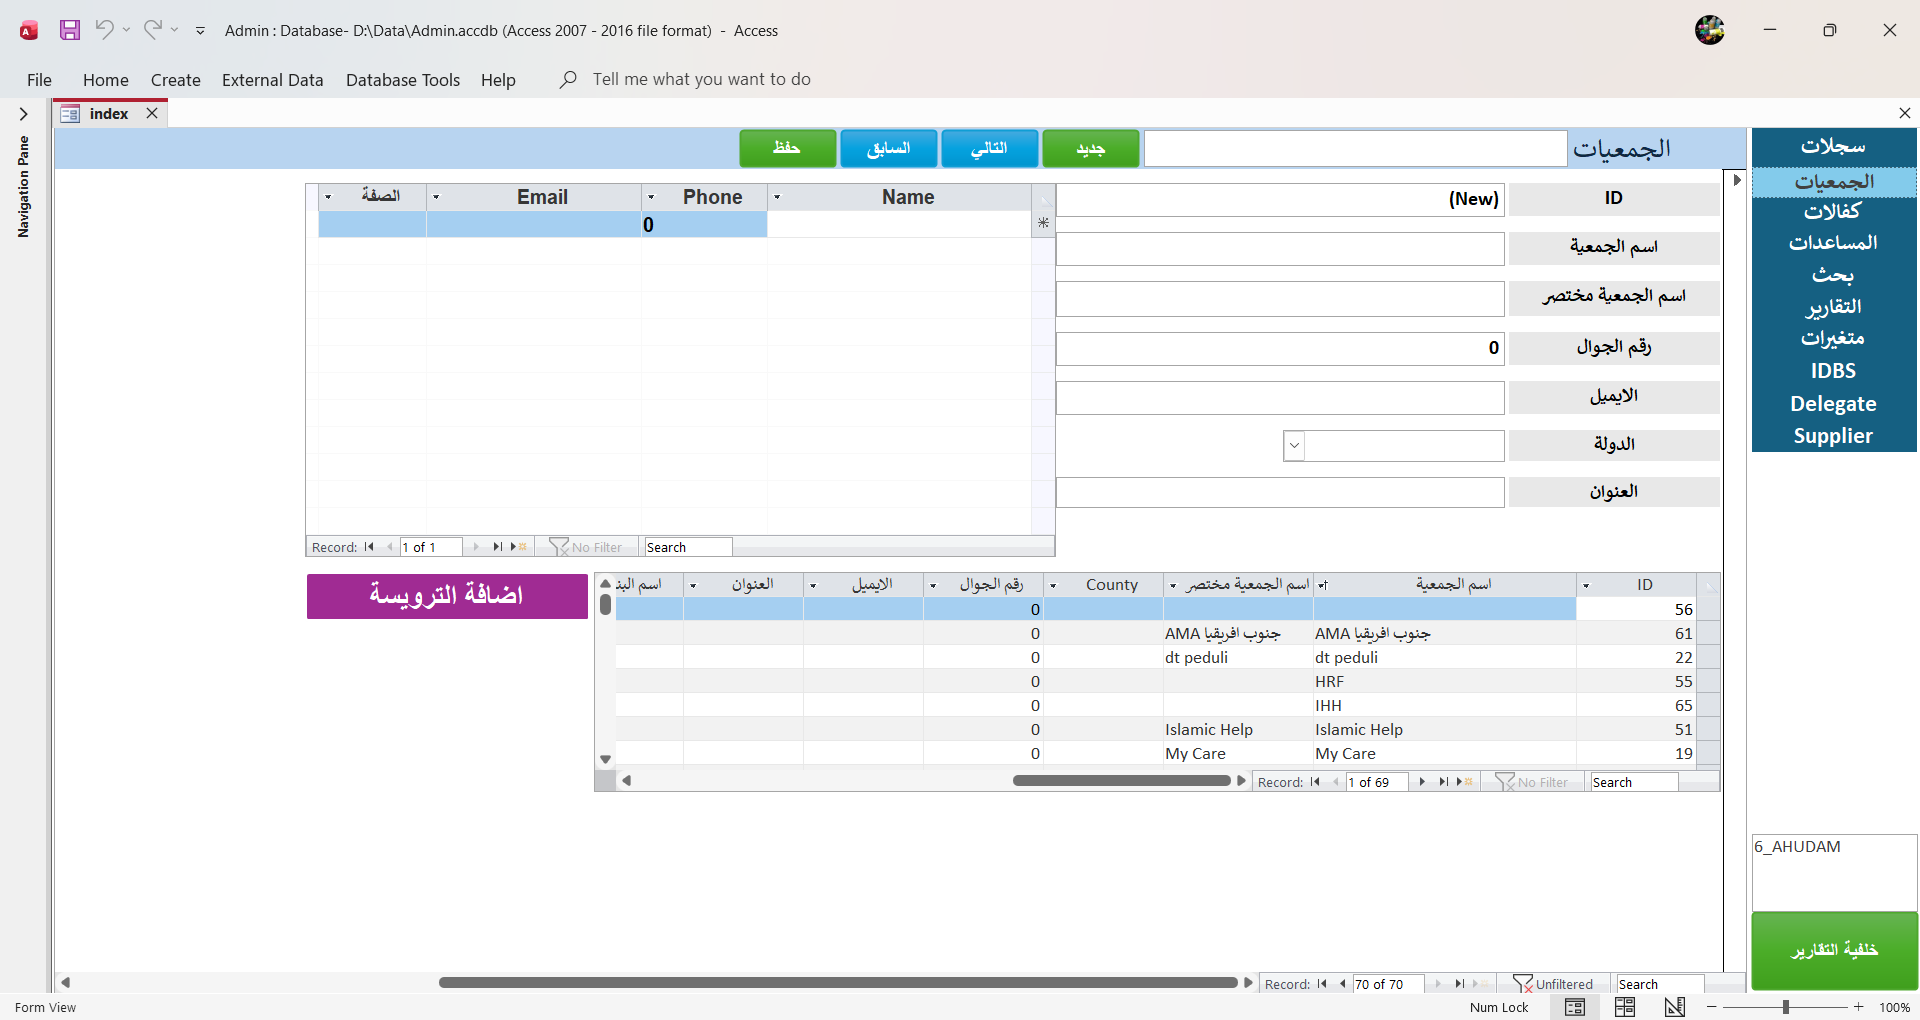 Admin : Database- D:\Data\Admin.accdb (Access 2007 - 2016 file format) - Access
File Home Create External Data Database Tools Help Tell me what you want to do
index
Navigation Pane
الجمعيات
جديد
التالي
السابق
حفظ
سجلات
الجمعيات
كفالات
المساعدات
بحث
التقارير
متغيرات
IDBS
Delegate
Supplier
ID (New)
اسم الجمعية
اسم الجمعية مختصر
رقم الجوال 0
الايميل
الدولة
العنوان
Name Phone Email الصفة
0
Record: 1 of 1 No Filter Search
اضافة الترويسة
ID اسم الجمعية اسم الجمعية مختصر County رقم الجوال الايميل العنوان اسم البن
56 0
61 AMA جنوب افريقيا AMA جنوب افريقيا 0
22 dt peduli dt peduli 0
55 HRF 0
65 IHH 0
51 Islamic Help Islamic Help 0
19 My Care My Care 0
Record: 1 of 69 No Filter Search
6_AHUDAM
خلفية التقارير
Record: 70 of 70 Unfiltered Search
Form View Num Lock 100%